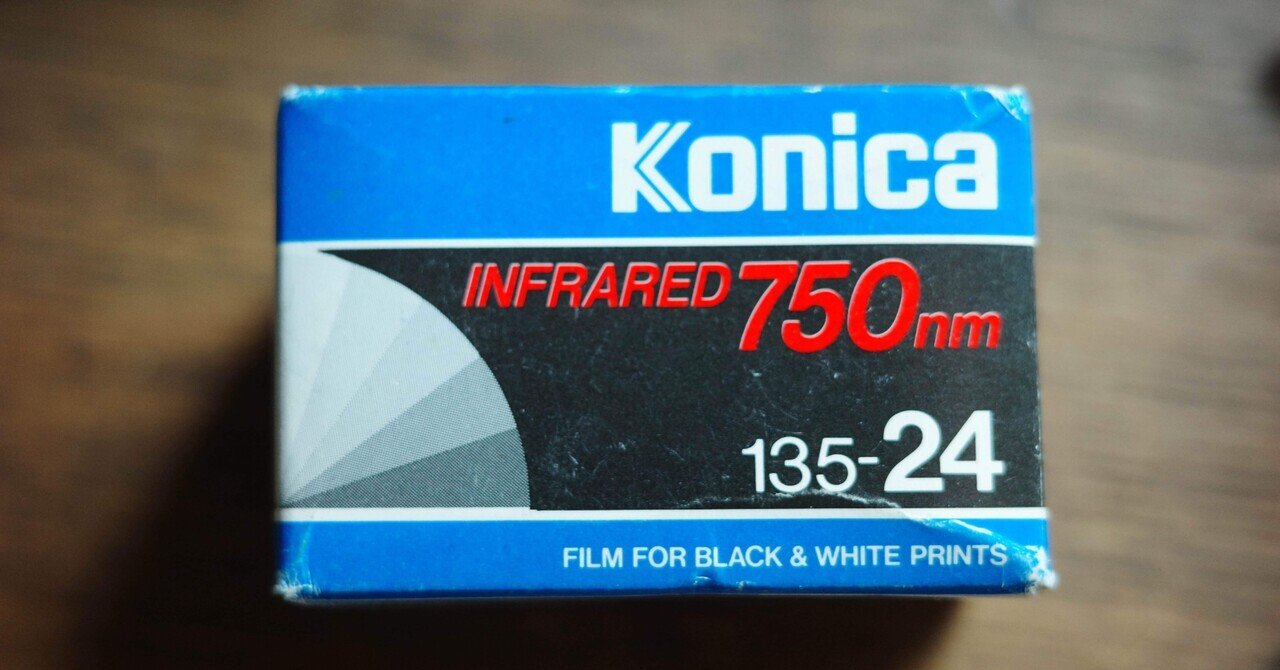 Konica
INFRARED 750nm
135-24
FILM FOR BLACK & WHITE PRINTS